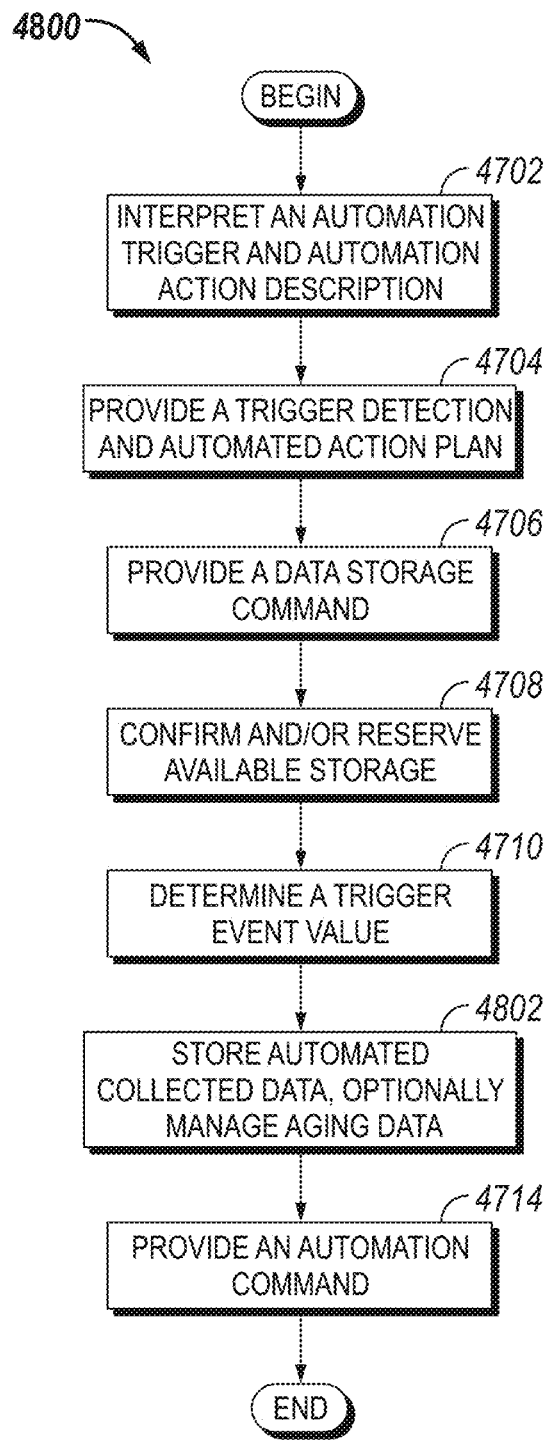 4800
BEGIN
4702
INTERPRET AN AUTOMATION
TRIGGER AND AUTOMATION
ACTION DESCRIPTION
4704
PROVIDE A TRIGGER DETECTION
AND AUTOMATED ACTION PLAN
4706
PROVIDE A DATA STORAGE
COMMAND
4708
CONFIRM AND/OR RESERVE
AVAILABLE STORAGE
4710
DETERMINE A TRIGGER
EVENT VALUE
4802
STORE AUTOMATED
COLLECTED DATA, OPTIONALLY
MANAGE AGING DATA
4714
PROVIDE AN AUTOMATION
COMMAND
END